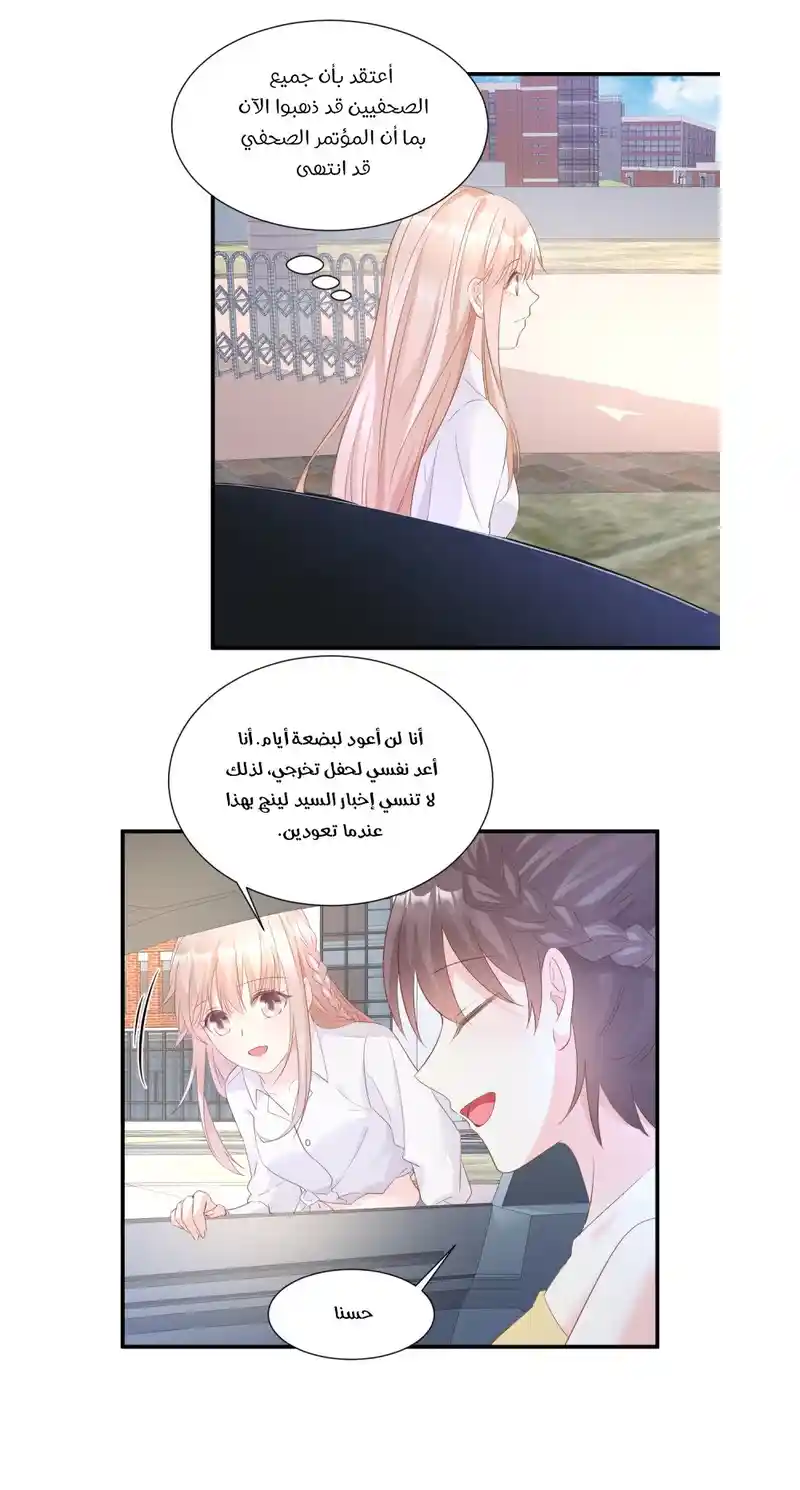 أعتقد بأن جميع
الصحفيين قد ذهبوا الآن
بما أن المؤتمر الصحفي
قد انتهى
أنا لن أعود لبضعة أيام. أنا
أعد نفسي لحفل تخرجي، لذلك
لا تنسي إخبار السيد لينج بهذا
عندما تعودين.
حسنا